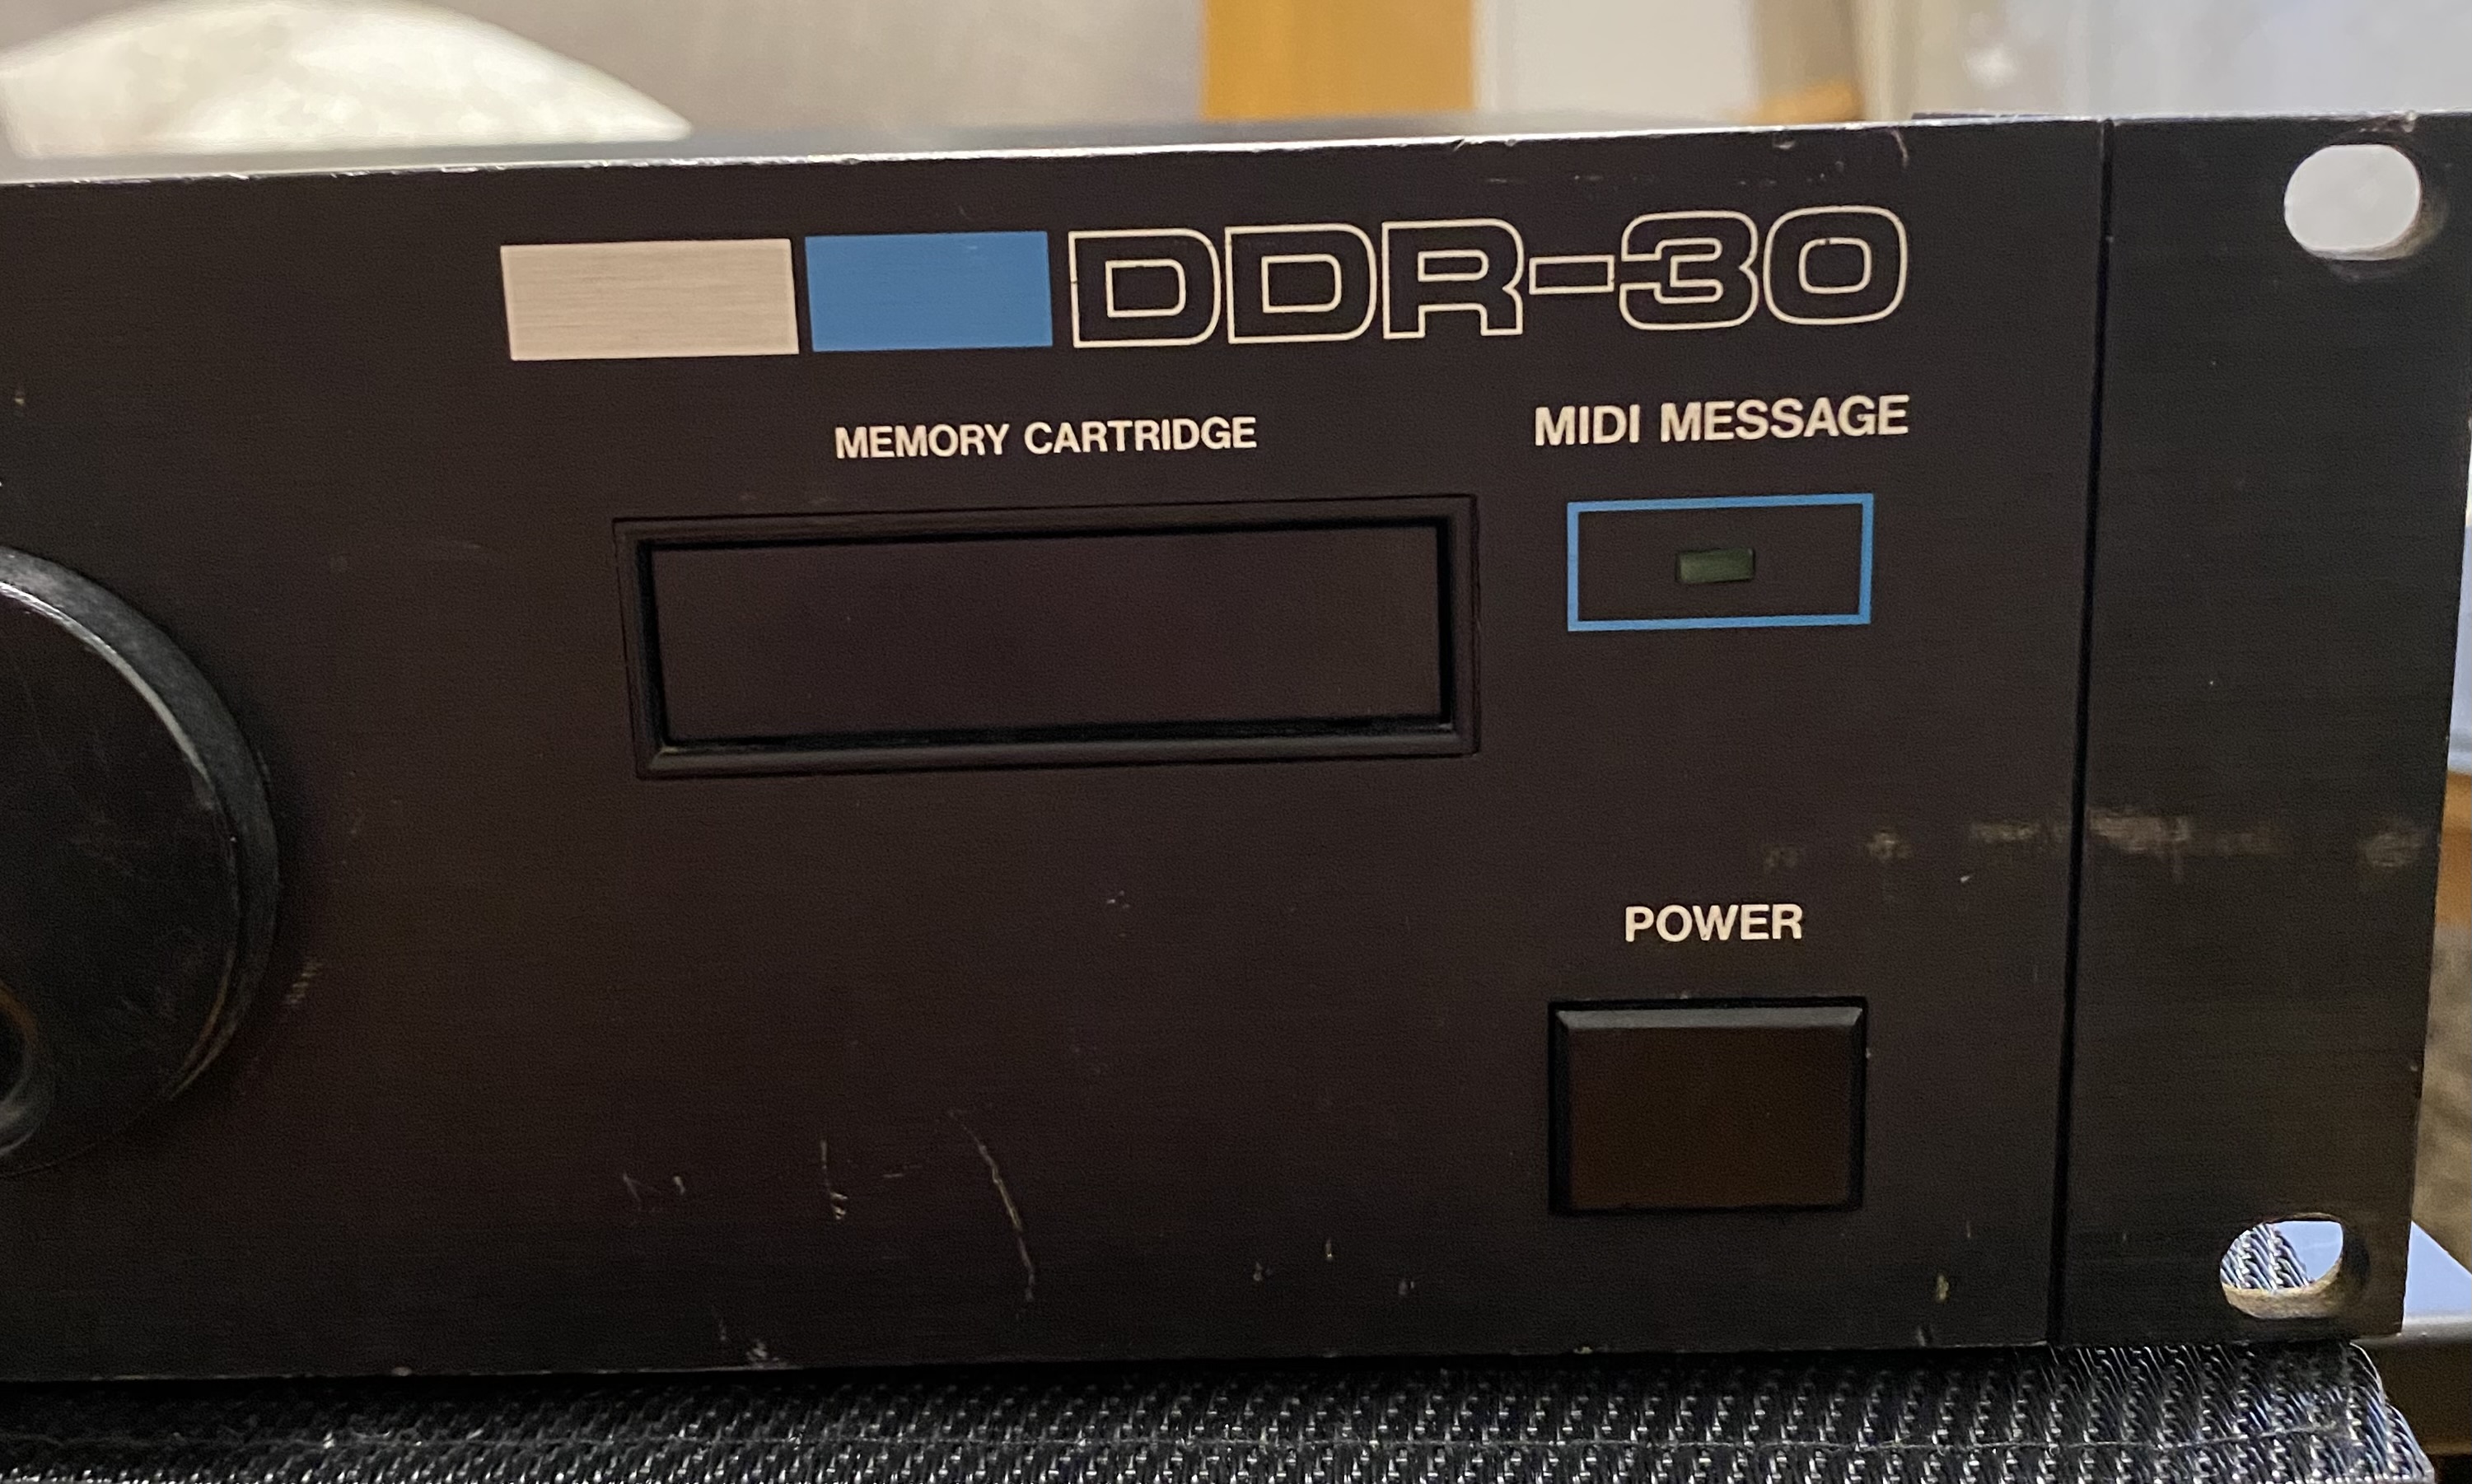 DDR-30
MEMORY CARTRIDGE
MIDI MESSAGE
POWER